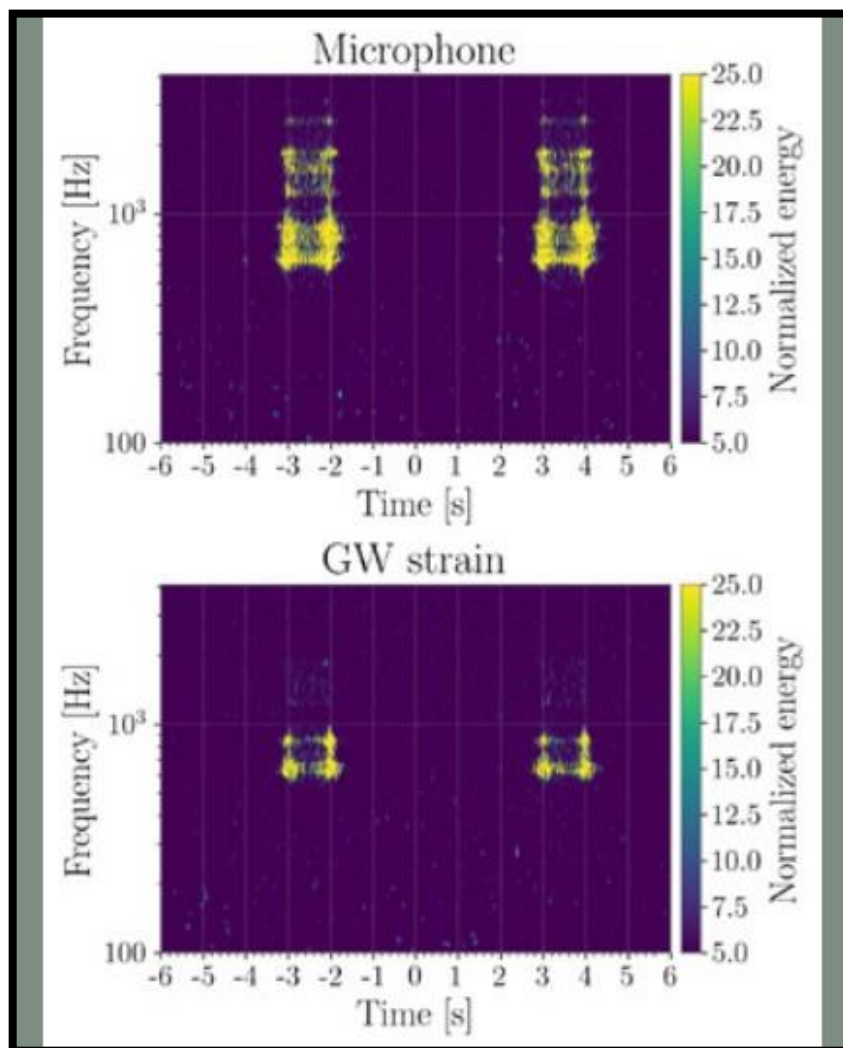 Microphone
Frequency [Hz]
10³
100
-6 -5 -4 -3 -2 -1 0 1 2 3 4 5 6
Time [s]
25.0
22.5
20.0
17.5
15.0
12.5
10.0
7.5
5.0
Normalized energy
GW strain
Frequency [Hz]
10³
100
-6 -5 -4 -3 -2 -1 0 1 2 3 4 5 6
Time [s]
25.0
22.5
20.0
17.5
15.0
12.5
10.0
7.5
5.0
Normalized energy